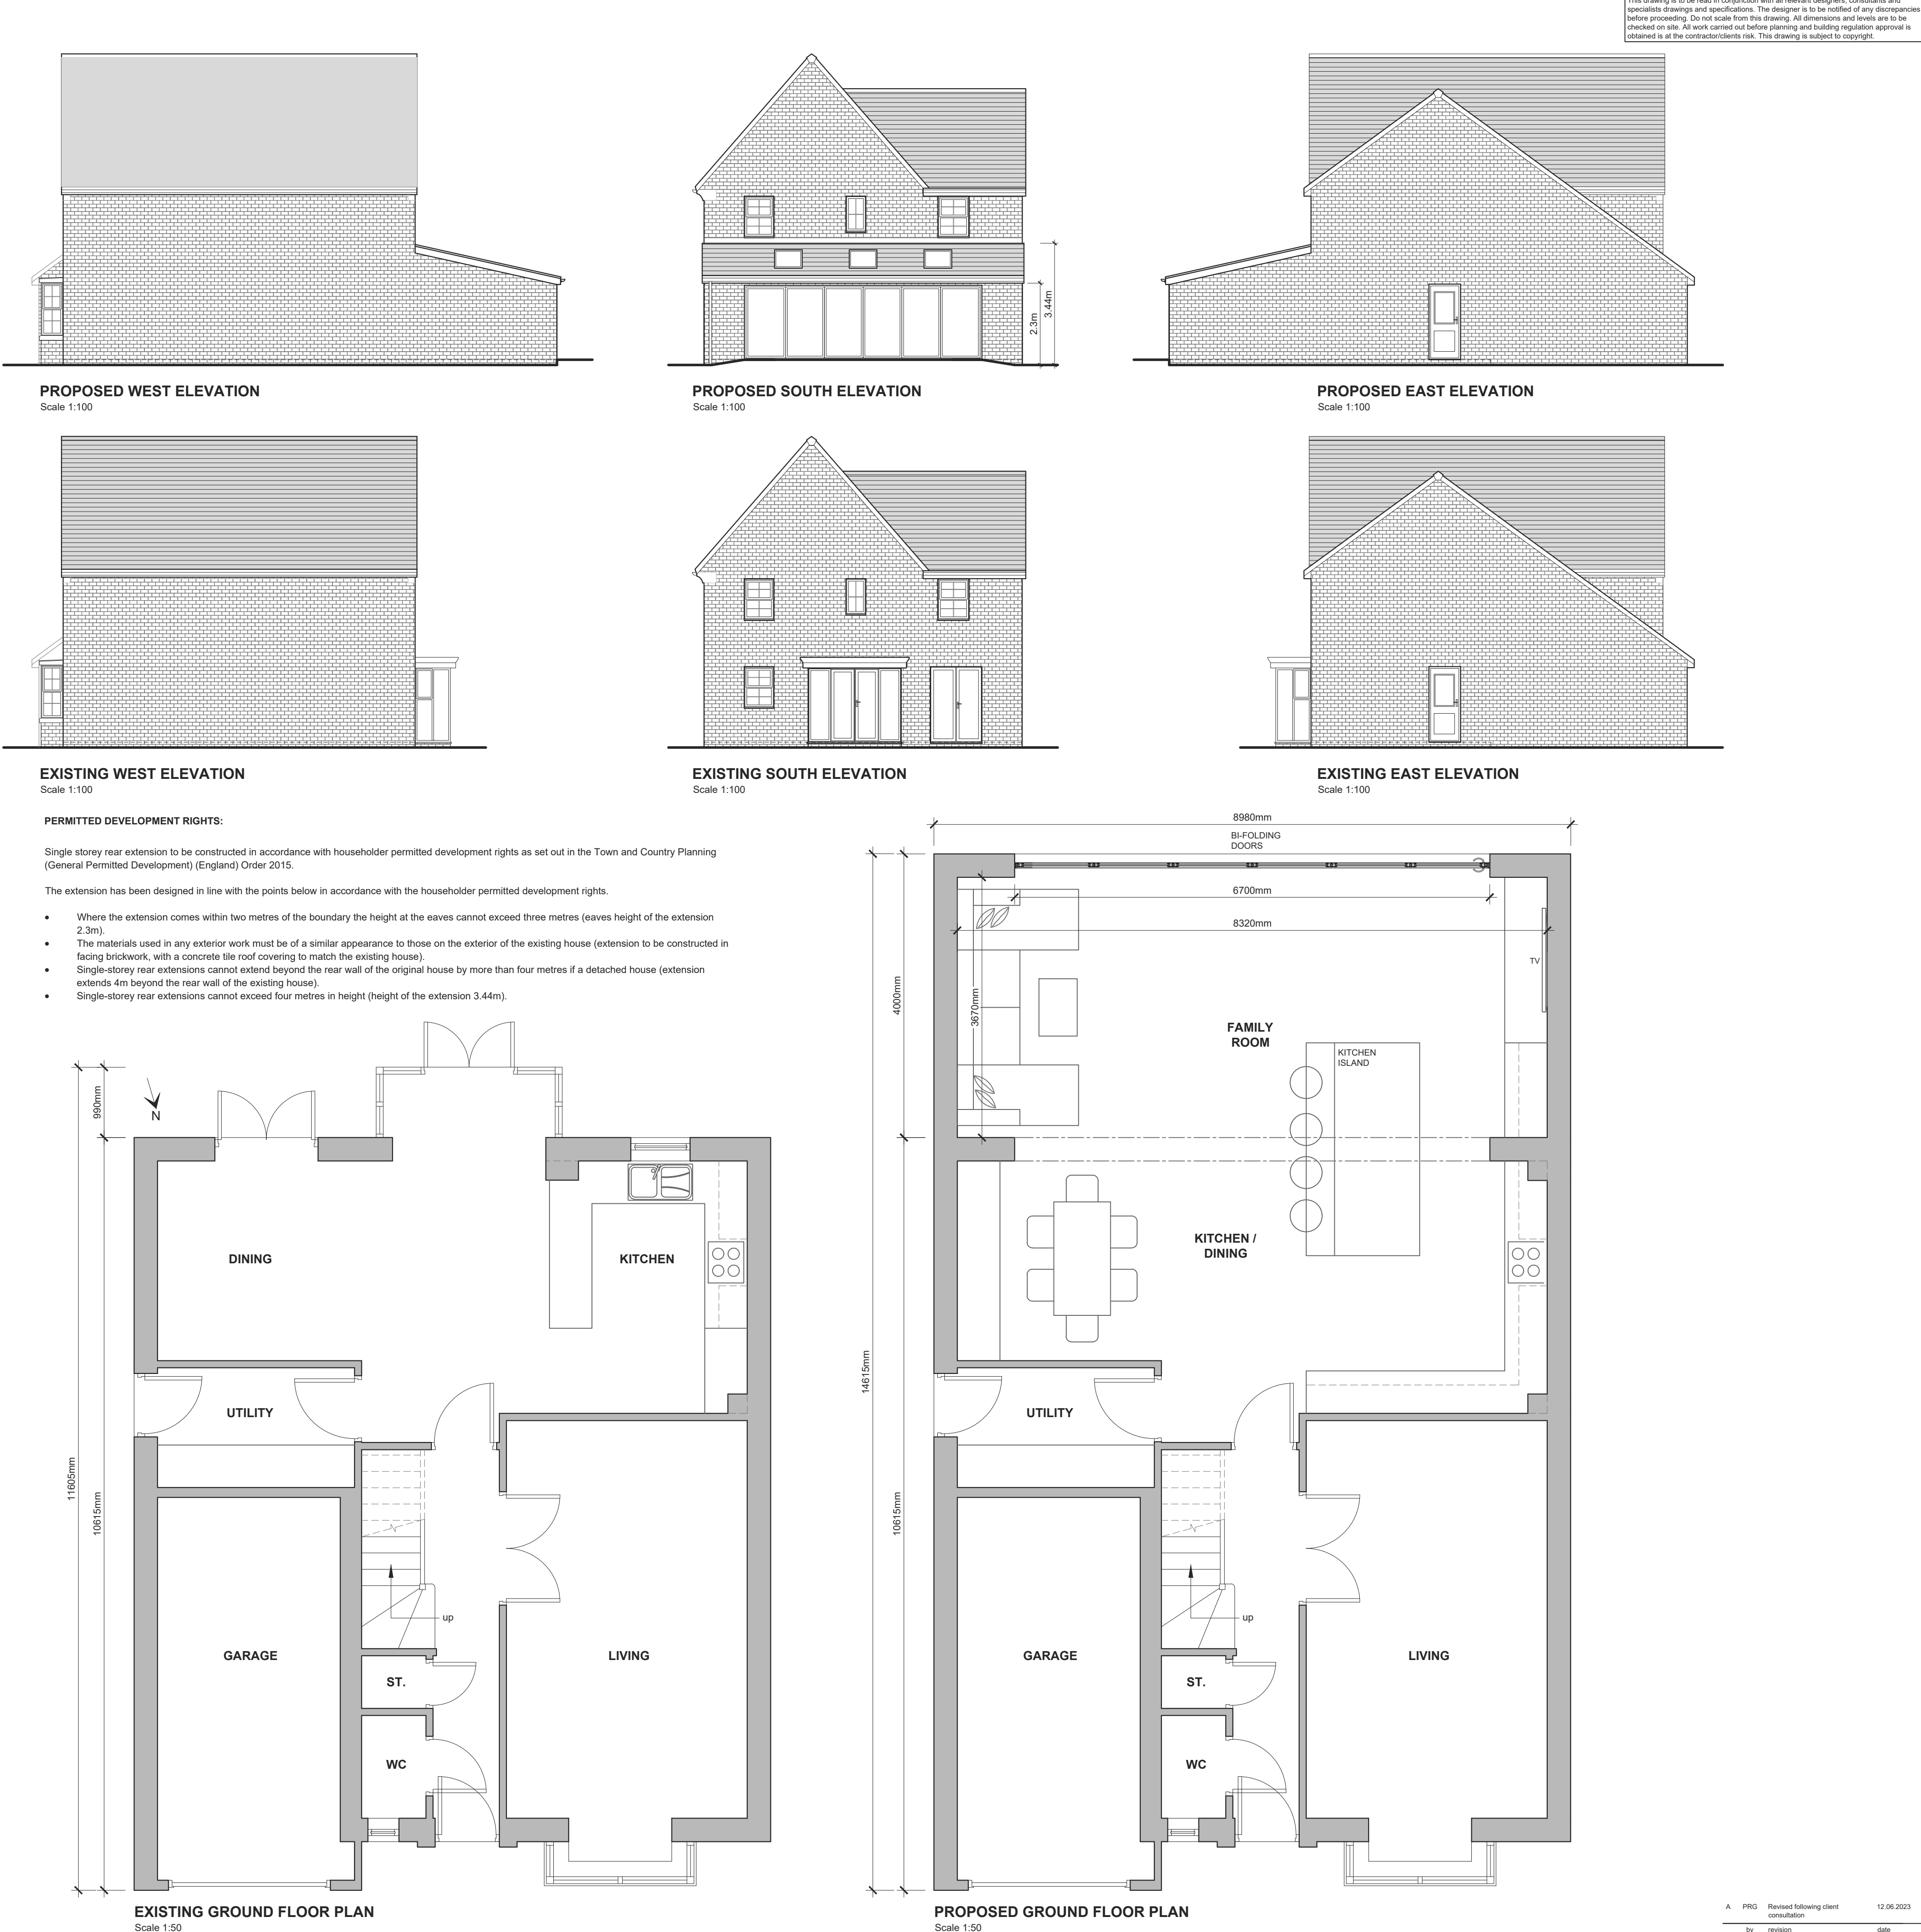 This drawing is to be read in conjunction with all relevant designers, consultants and
specialists drawings and specifications. The designer is to be notified of any discrepancies
before proceeding. Do not scale from this drawing. All dimensions and levels are to be
checked on site. All work carried out before planning and building regulation approval is
obtained is at the contractor/clients risk. This drawing is subject to copyright.
2.3m
3.44m
PROPOSED WEST ELEVATION
Scale 1:100
PROPOSED SOUTH ELEVATION
Scale 1:100
PROPOSED EAST ELEVATION
Scale 1:100
EXISTING WEST ELEVATION
Scale 1:100
EXISTING SOUTH ELEVATION
Scale 1:100
EXISTING EAST ELEVATION
Scale 1:100
PERMITTED DEVELOPMENT RIGHTS:
Single storey rear extension to be constructed in accordance with householder permitted development rights as set out in the Town and Country Planning
(General Permitted Development) (England) Order 2015.
The extension has been designed in line with the points below in accordance with the householder permitted development rights.
• Where the extension comes within two metres of the boundary the height at the eaves cannot exceed three metres (eaves height of the extension
2.3m).
• The materials used in any exterior work must be of a similar appearance to those on the exterior of the existing house (extension to be constructed in
facing brickwork, with a concrete tile roof covering to match the existing house).
• Single-storey rear extensions cannot extend beyond the rear wall of the original house by more than four metres if a detached house (extension
extends 4m beyond the rear wall of the existing house).
• Single-storey rear extensions cannot exceed four metres in height (height of the extension 3.44m).
990mm
N
DINING
KITCHEN
UTILITY
11605mm
10615mm
up
GARAGE
LIVING
ST.
WC
EXISTING GROUND FLOOR PLAN
Scale 1:50
8980mm
BI-FOLDING
DOORS
6700mm
8320mm
TV
4000mm
3670mm
FAMILY
ROOM
KITCHEN
ISLAND
KITCHEN /
DINING
14615mm
UTILITY
10615mm
up
GARAGE
LIVING
ST.
WC
PROPOSED GROUND FLOOR PLAN
Scale 1:50
A PRG Revised following client 12.06.2023
consultation
by revision date